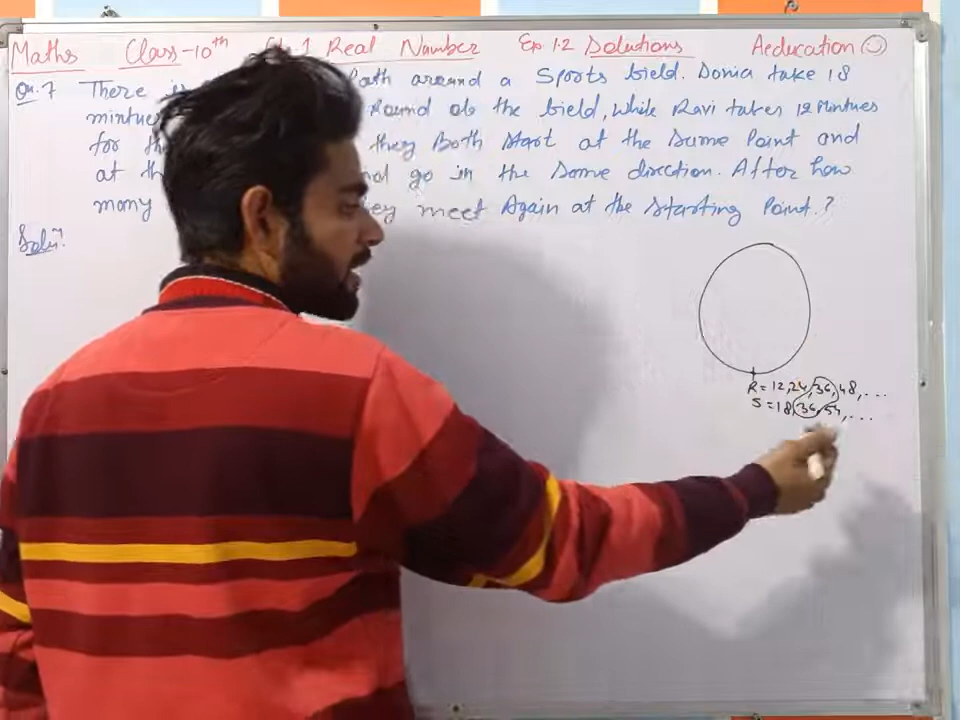 Maths Class-10th Ch. 1 Real Number Ex 1.2 Solutions Aeducation
Qn. 7 There is Path around a Sports field. Sonia take 18
mintues Round of the field, while Ravi takes 12 Mintues
for they Both Start at the Same Point and
at go in the Same direction. After how
many they meet Again at the Starting Point.?
Soluⁿ.
R = 12, 24, 36, 48, ...
S = 18, 36, 54, ...